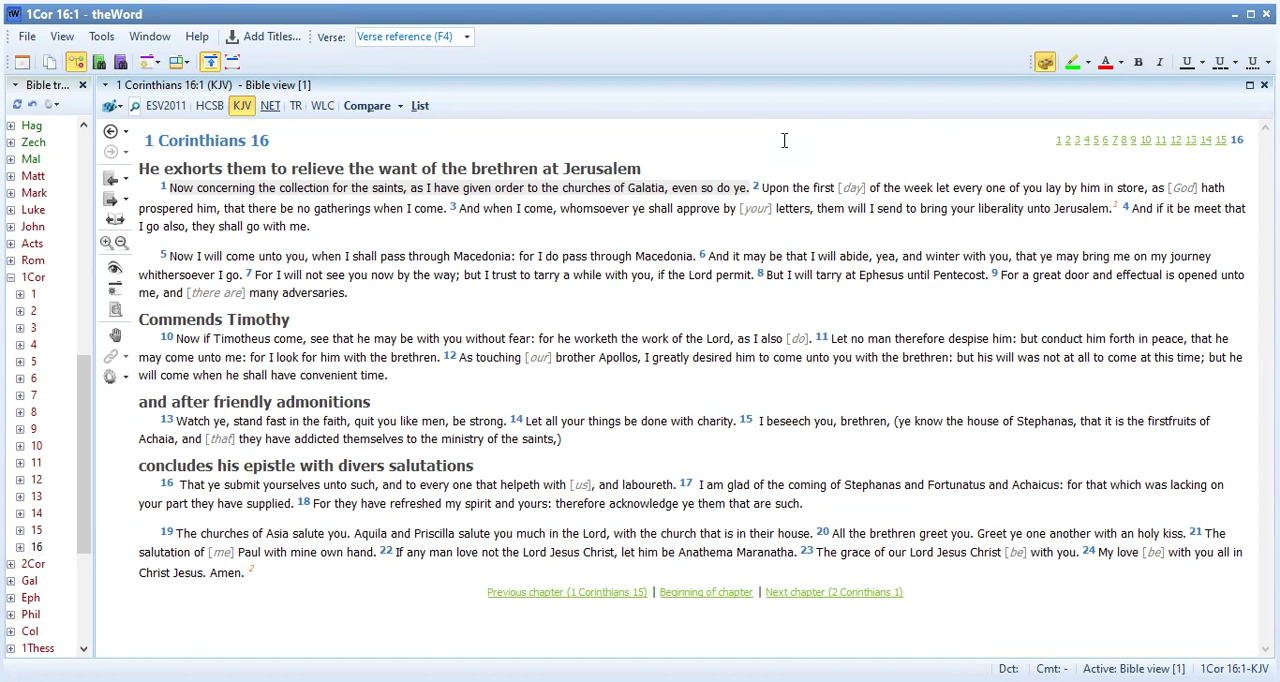 1Cor 16:1 - theWord
File View Tools Window Help Add Titles... Verse: Verse reference (F4)
Bible tr...
1 Corinthians 16:1 (KJV) - Bible view [1]
ESV2011 HCSB KJV NET TR WLC Compare List
Hag
Zech
Mal
Matt
Mark
Luke
John
Acts
Rom
1Cor
1
2
3
4
5
6
7
8
9
10
11
12
13
14
15
16
2Cor
Gal
Eph
Phil
Col
1Thess
1 Corinthians 16
1 2 3 4 5 6 7 8 9 10 11 12 13 14 15 16
He exhorts them to relieve the want of the brethren at Jerusalem
1 Now concerning the collection for the saints, as I have given order to the churches of Galatia, even so do ye. 2 Upon the first [day] of the week let every one of you lay by him in store, as [God] hath
prospered him, that there be no gatherings when I come. 3 And when I come, whomsoever ye shall approve by [your] letters, them will I send to bring your liberality unto Jerusalem.1 4 And if it be meet that
I go also, they shall go with me.
5 Now I will come unto you, when I shall pass through Macedonia: for I do pass through Macedonia. 6 And it may be that I will abide, yea, and winter with you, that ye may bring me on my journey
whithersoever I go. 7 For I will not see you now by the way; but I trust to tarry a while with you, if the Lord permit. 8 But I will tarry at Ephesus until Pentecost. 9 For a great door and effectual is opened unto
me, and [there are] many adversaries.
Commends Timothy
10 Now if Timotheus come, see that he may be with you without fear: for he worketh the work of the Lord, as I also [do]. 11 Let no man therefore despise him: but conduct him forth in peace, that he
may come unto me: for I look for him with the brethren. 12 As touching [our] brother Apollos, I greatly desired him to come unto you with the brethren: but his will was not at all to come at this time; but he
will come when he shall have convenient time.
and after friendly admonitions
13 Watch ye, stand fast in the faith, quit you like men, be strong. 14 Let all your things be done with charity. 15 I beseech you, brethren, (ye know the house of Stephanas, that it is the firstfruits of
Achaia, and [that] they have addicted themselves to the ministry of the saints,)
concludes his epistle with divers salutations
16 That ye submit yourselves unto such, and to every one that helpeth with [us], and laboureth. 17 I am glad of the coming of Stephanas and Fortunatus and Achaicus: for that which was lacking on
your part they have supplied. 18 For they have refreshed my spirit and yours: therefore acknowledge ye them that are such.
19 The churches of Asia salute you. Aquila and Priscilla salute you much in the Lord, with the church that is in their house. 20 All the brethren greet you. Greet ye one another with an holy kiss. 21 The
salutation of [me] Paul with mine own hand. 22 If any man love not the Lord Jesus Christ, let him be Anathema Maranatha. 23 The grace of our Lord Jesus Christ [be] with you. 24 My love [be] with you all in
Christ Jesus. Amen. 2
Previous chapter (1 Corinthians 15) | Beginning of chapter | Next chapter (2 Corinthians 1)
Dct: Cmt: - Active: Bible view [1] 1Cor 16:1-KJV